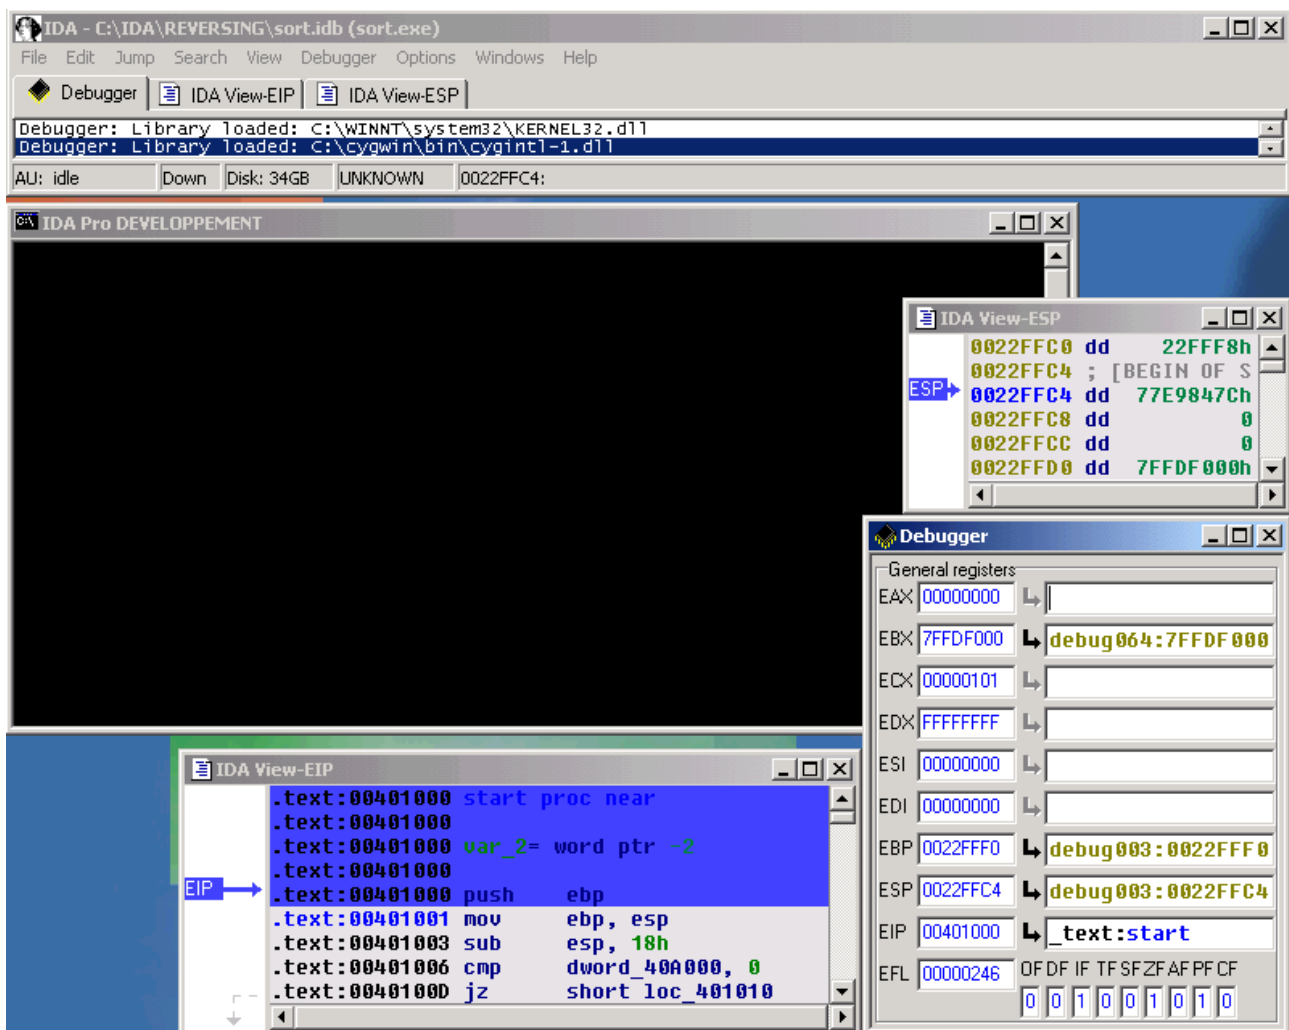 IDA - C:\IDA\REVERSING\sort.idb (sort.exe)
File Edit Jump Search View Debugger Options Windows Help
Debugger IDA View-EIP IDA View-ESP
Debugger: Library loaded: C:\WINNT\system32\KERNEL32.dll
Debugger: Library loaded: C:\cygwin\bin\cygintl-1.dll
AU: idle Down Disk: 34GB UNKNOWN 0022FFC4:
IDA Pro DEVELOPPEMENT
IDA View-ESP
0022FFC0 dd 22FFF8h
0022FFC4 ; [BEGIN OF S
ESP 0022FFC4 dd 77E9847Ch
0022FFC8 dd 0
0022FFCC dd 0
0022FFD0 dd 7FFDF000h
Debugger
General registers
EAX 00000000
EBX 7FFDF000 debug064:7FFDF000
ECX 00000101
EDX FFFFFFFF
ESI 00000000
EDI 00000000
EBP 0022FFF0 debug003:0022FFF0
ESP 0022FFC4 debug003:0022FFC4
EIP 00401000 _text:start
EFL 00000246 OF DF IF TF SF ZF AF PF CF
0 0 1 0 0 1 0 1 0
IDA View-EIP
.text:00401000 start proc near
.text:00401000
.text:00401000 var_2= word ptr -2
.text:00401000
EIP .text:00401000 push ebp
.text:00401001 mov ebp, esp
.text:00401003 sub esp, 18h
.text:00401006 cmp dword_40A000, 0
.text:0040100D jz short loc_401010